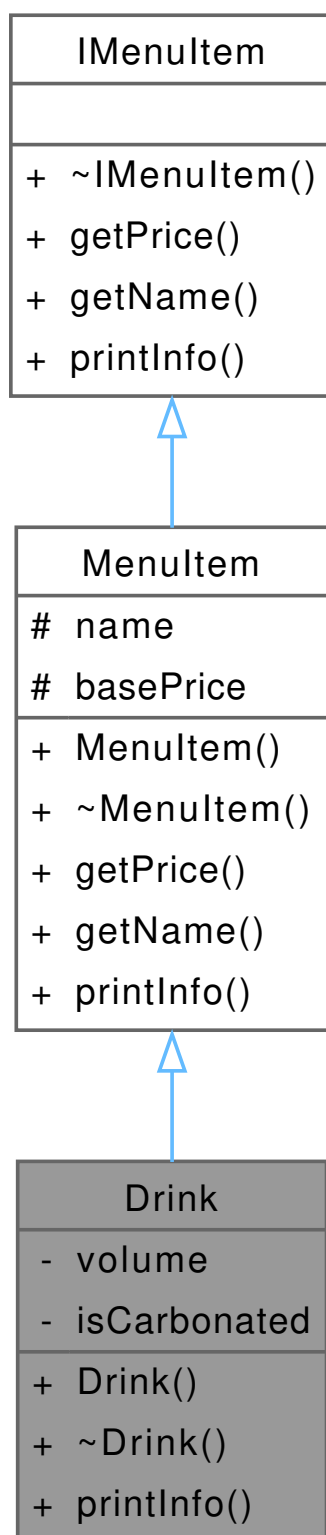 IMenuItem
+ ~IMenuItem()
+ getPrice()
+ getName()
+ printInfo()
MenuItem
# name
# basePrice
+ MenuItem()
+ ~MenuItem()
+ getPrice()
+ getName()
+ printInfo()
Drink
- volume
- isCarbonated
+ Drink()
+ ~Drink()
+ printInfo()